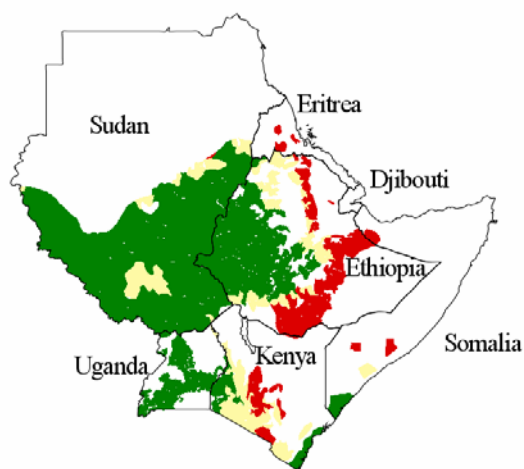 Eritrea
Sudan
Djibouti
Ethiopia
Somalia
Uganda
Kenya